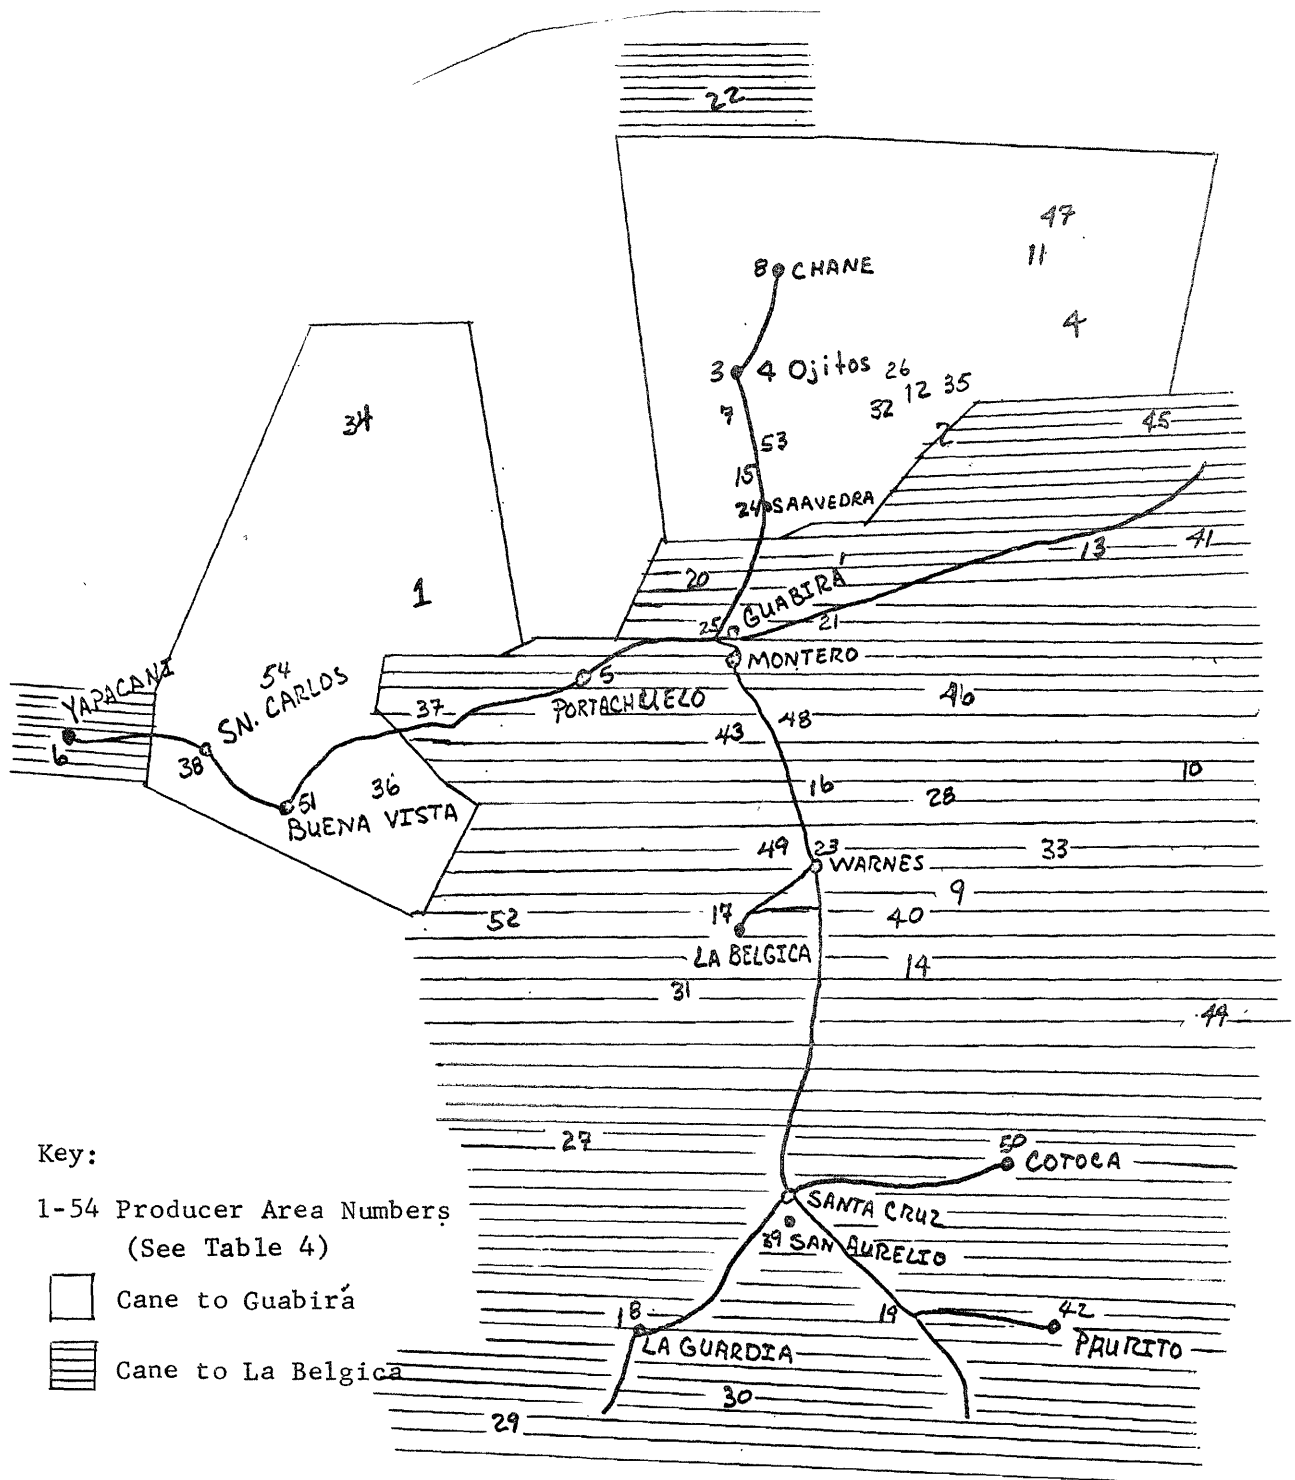 22
47
11
8 CHANE
4
3 4 Ojitos 26
12 35
7 32
34 45
53 2
15
24 SAAVEDRA
41
13
20 1
GUABIRÁ
1 25 21
MONTERO
54 5
YAPACANI SN. CARLOS 46
PORTACHUELO
37 48
43
6 38 10
36 16 28
51
BUENA VISTA
49 23 33
WARNES
9
52 17 40
LA BELGICA 14
31
44
27 50
COTOCA
Key:
1-54 Producer Area Numbers
(See Table 4)
SANTA CRUZ
39 SAN AURELIO
Cane to Guabirá
18 19 42
LA GUARDIA PAURITO
Cane to La Belgica
30
29